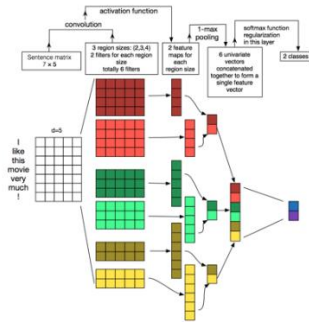 activation function
convolution
1-max
pooling
softmax function
regularization
in this layer
Sentence matrix
7 × 5
3 region sizes: (2,3,4)
2 filters for each region
size
totally 6 filters
2 feature
maps for
each
region size
6 univariate
vectors
concatenated
together to form a
single feature
vector
2 classes
d=5
I
like
this
movie
very
much
!